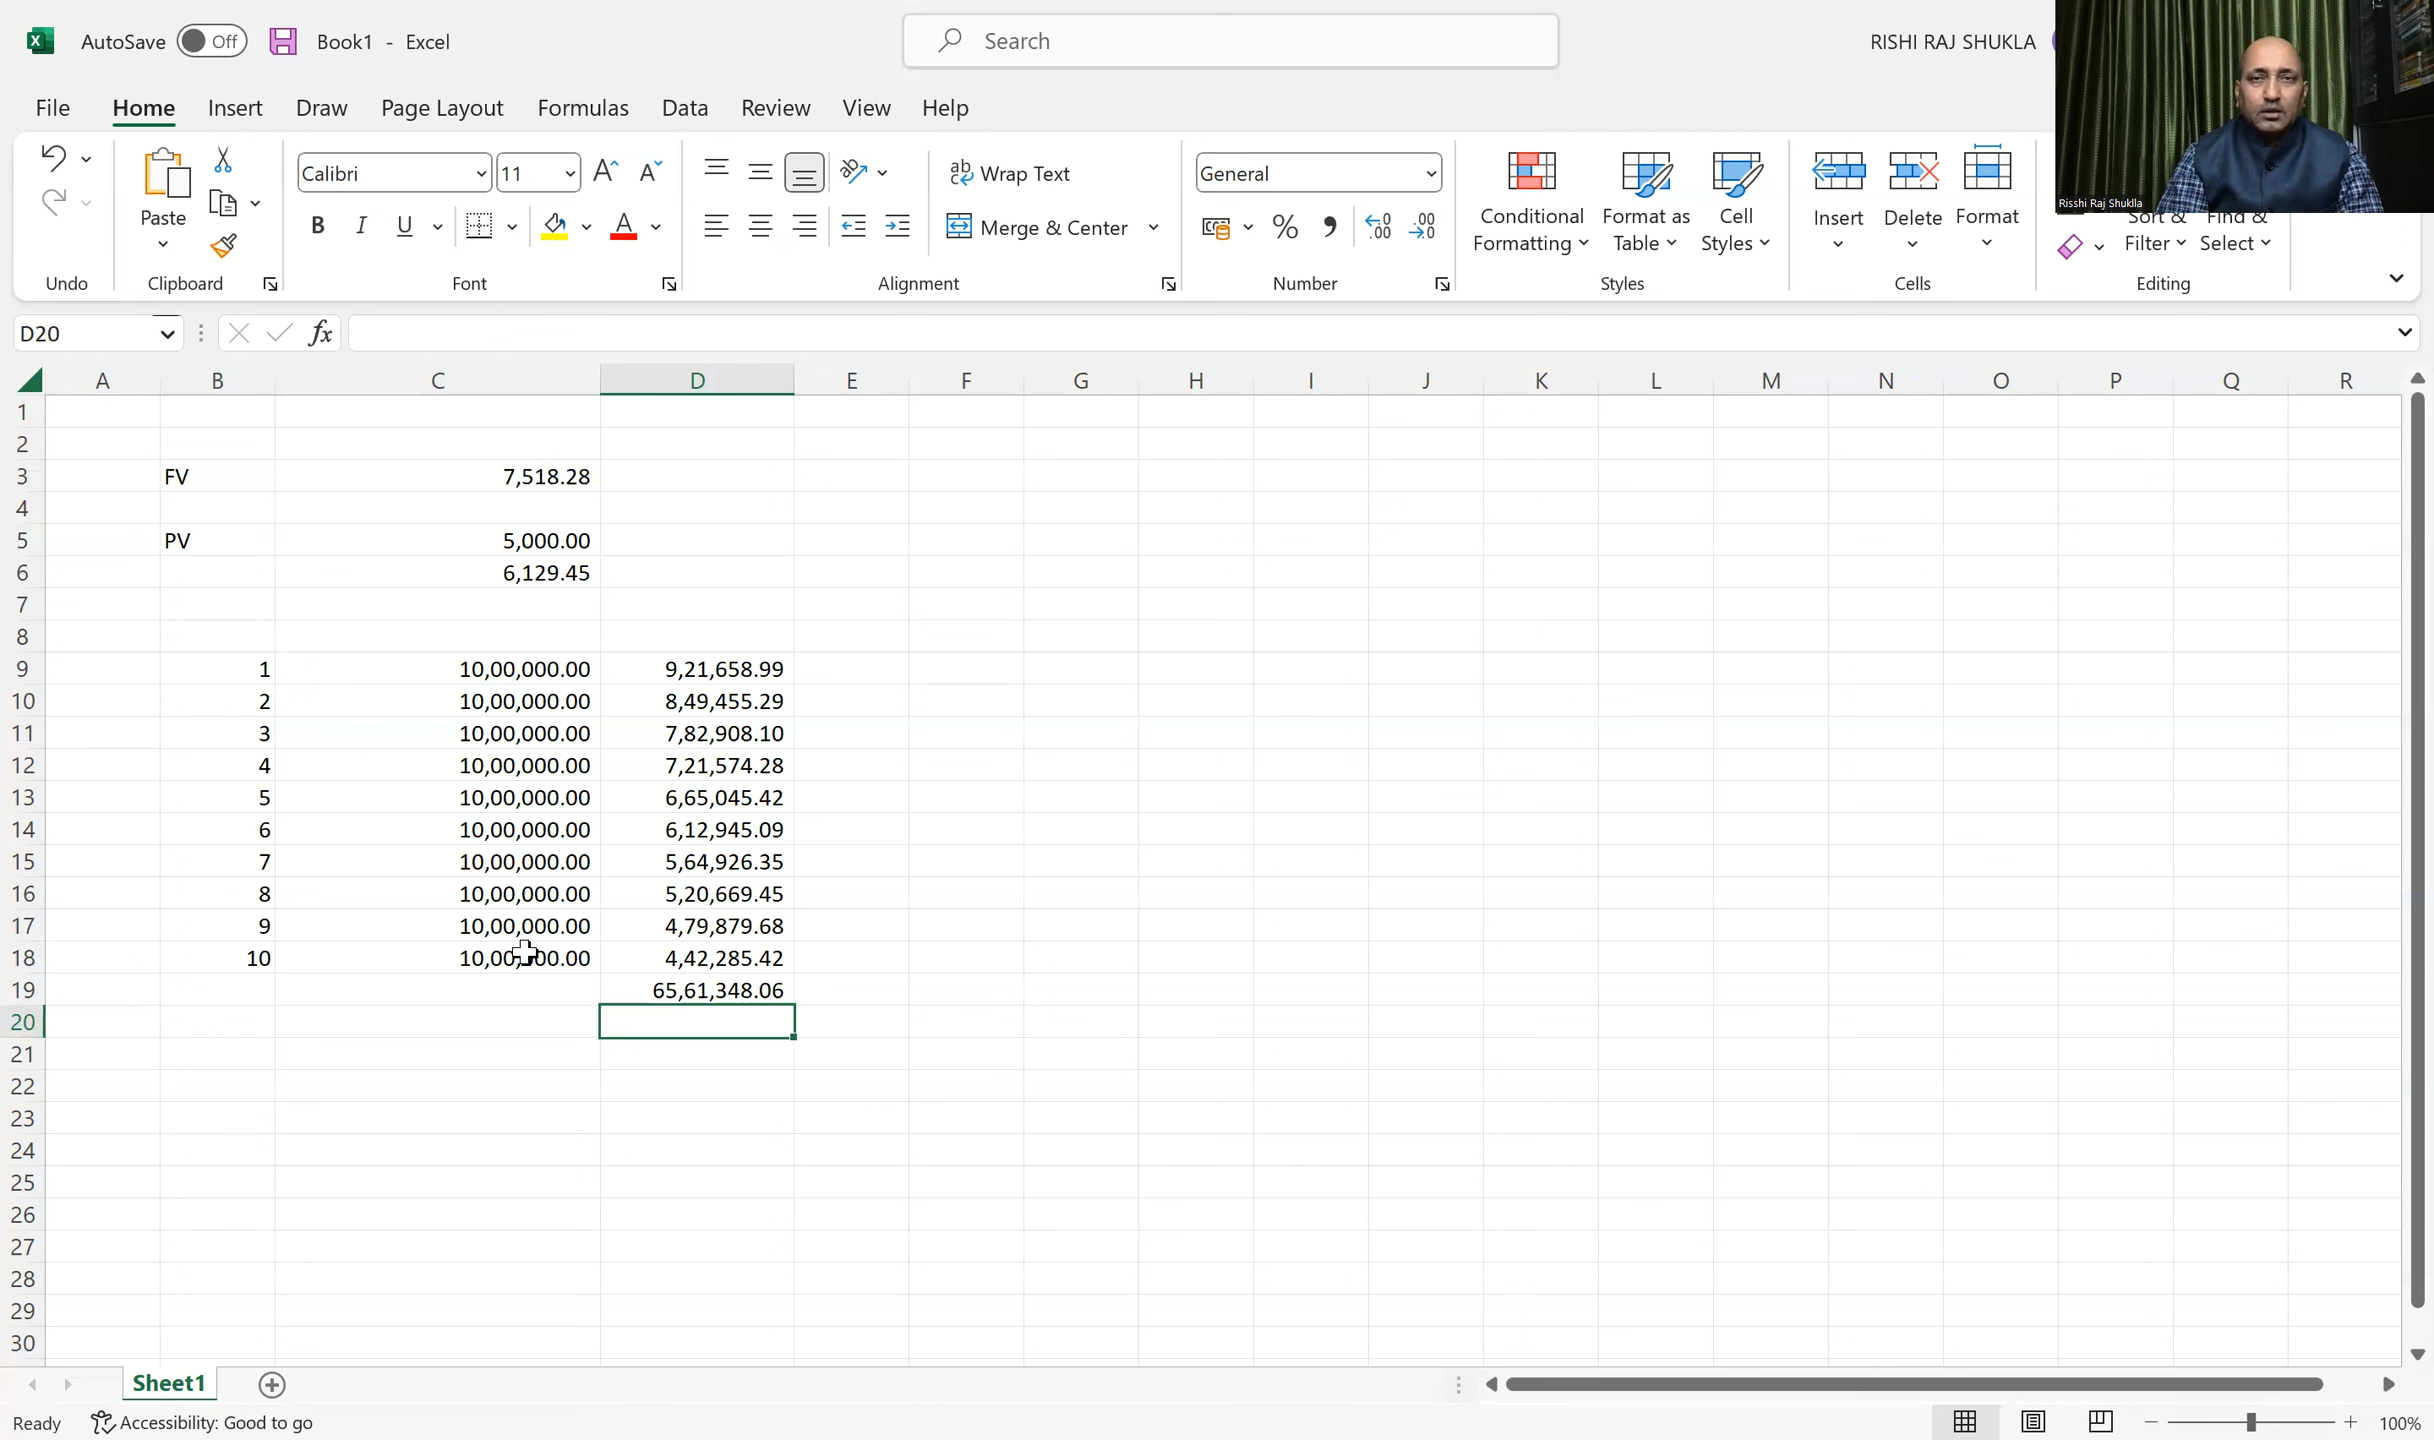 AutoSave Off Book1 - Excel Search RISHI RAJ SHUKLA
File Home Insert Draw Page Layout Formulas Data Review View Help
Calibri 11 Wrap Text General
Paste Merge & Center Conditional Formatting Format as Table Cell Styles Insert Delete Format Sort & Filter Find & Select
Undo Clipboard Font Alignment Number Styles Cells Editing
Risshi Raj Shuklla
D20 fx
A B C D E F G H I J K L M N O P Q R
1
2
3 FV 7,518.28
4
5 PV 5,000.00
6 6,129.45
7
8
9 1 10,00,000.00 9,21,658.99
10 2 10,00,000.00 8,49,455.29
11 3 10,00,000.00 7,82,908.10
12 4 10,00,000.00 7,21,574.28
13 5 10,00,000.00 6,65,045.42
14 6 10,00,000.00 6,12,945.09
15 7 10,00,000.00 5,64,926.35
16 8 10,00,000.00 5,20,669.45
17 9 10,00,000.00 4,79,879.68
18 10 10,00,000.00 4,42,285.42
19 65,61,348.06
20
21
22
23
24
25
26
27
28
29
30
Sheet1
Ready Accessibility: Good to go 100%